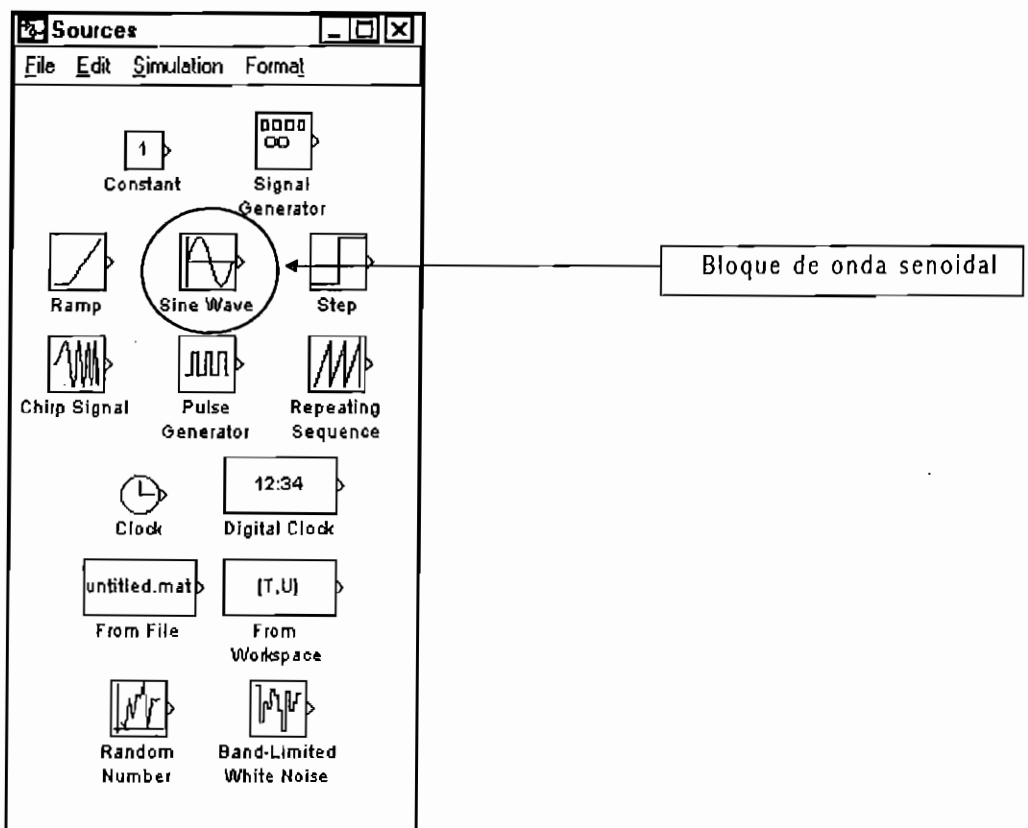 Sources
File Edit Simulation Format
1
Constant
Signal
Generator
Ramp
Sine Wave
Step
Bloque de onda senoidal
Chirp Signal
Pulse
Generator
Repeating
Sequence
Clock
12:34
Digital Clock
untitled.mat
From File
[T,U]
From
Workspace
Random
Number
Band-Limited
White Noise